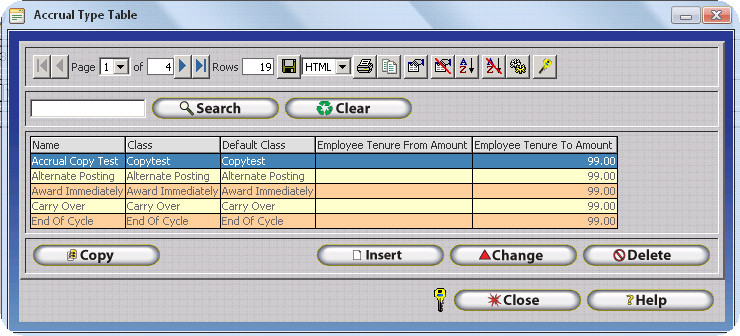 Accrual Type Table
Page 1 of 4 Rows 19 HTML
Search Clear
Name Class Default Class Employee Tenure From Amount Employee Tenure To Amount
Accrual Copy Test Copytest Copytest 99.00
Alternate Posting Alternate Posting Alternate Posting 99.00
Award Immediately Award Immediately Award Immediately 99.00
Carry Over Carry Over Carry Over 99.00
End Of Cycle End Of Cycle End Of Cycle 99.00
Copy Insert Change Delete
Close Help